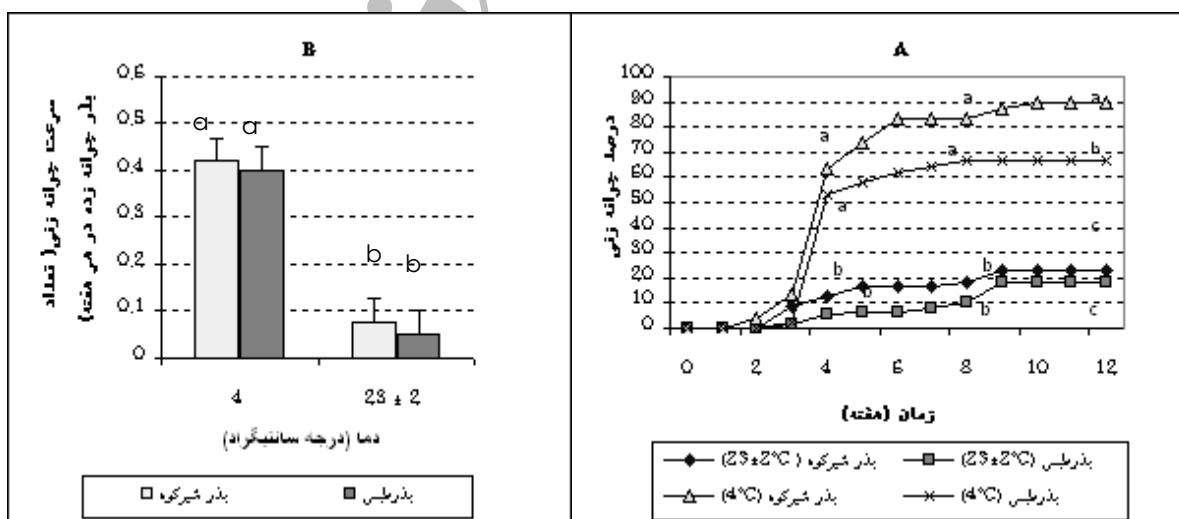 A
درصد جوانه زنی
100
90
80
70
60
50
40
30
20
10
0
a
a
a
a
b
a
c
b
b
b
b
c
0 2 4 6 8 10 12
زمان (هفته)
بذر شیرکوه (23±2°C) بذرطبسی (23±2°C)
بذر شیرکوه (4°C) بذرطبسی (4°C)
B
سرعت جوانه زنی( تعداد
بذر جوانه زده در هر هفته)
0,6
0,5
0,4
0,3
0,2
0,1
0
a a
b b
4 23 ± 2
دما (درجه سانتیگراد)
بذر شیرکوه بذرطبسی